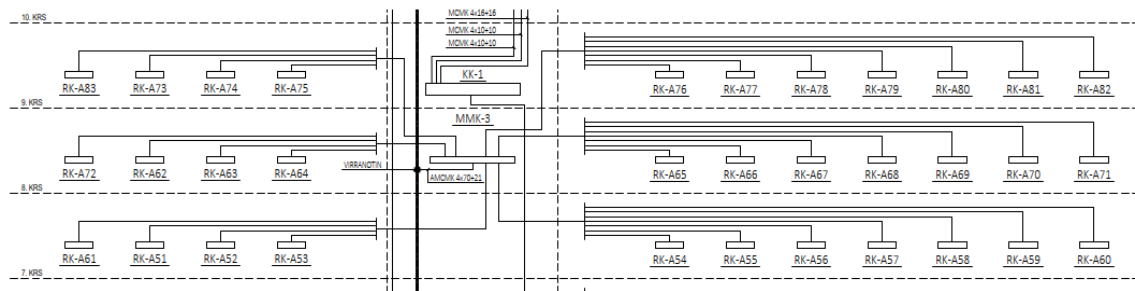 10. KRS
MCMK 4x16+16
MCMK 4x10+10
MCMK 4x10+10
KK-1
RK-A83 RK-A73 RK-A74 RK-A75
RK-A76 RK-A77 RK-A78 RK-A79 RK-A80 RK-A81 RK-A82
9. KRS
MMK-3
VIRRANOTIN
AMCMK 4x70+21
RK-A72 RK-A62 RK-A63 RK-A64
RK-A65 RK-A66 RK-A67 RK-A68 RK-A69 RK-A70 RK-A71
8. KRS
RK-A61 RK-A51 RK-A52 RK-A53
RK-A54 RK-A55 RK-A56 RK-A57 RK-A58 RK-A59 RK-A60
7. KRS